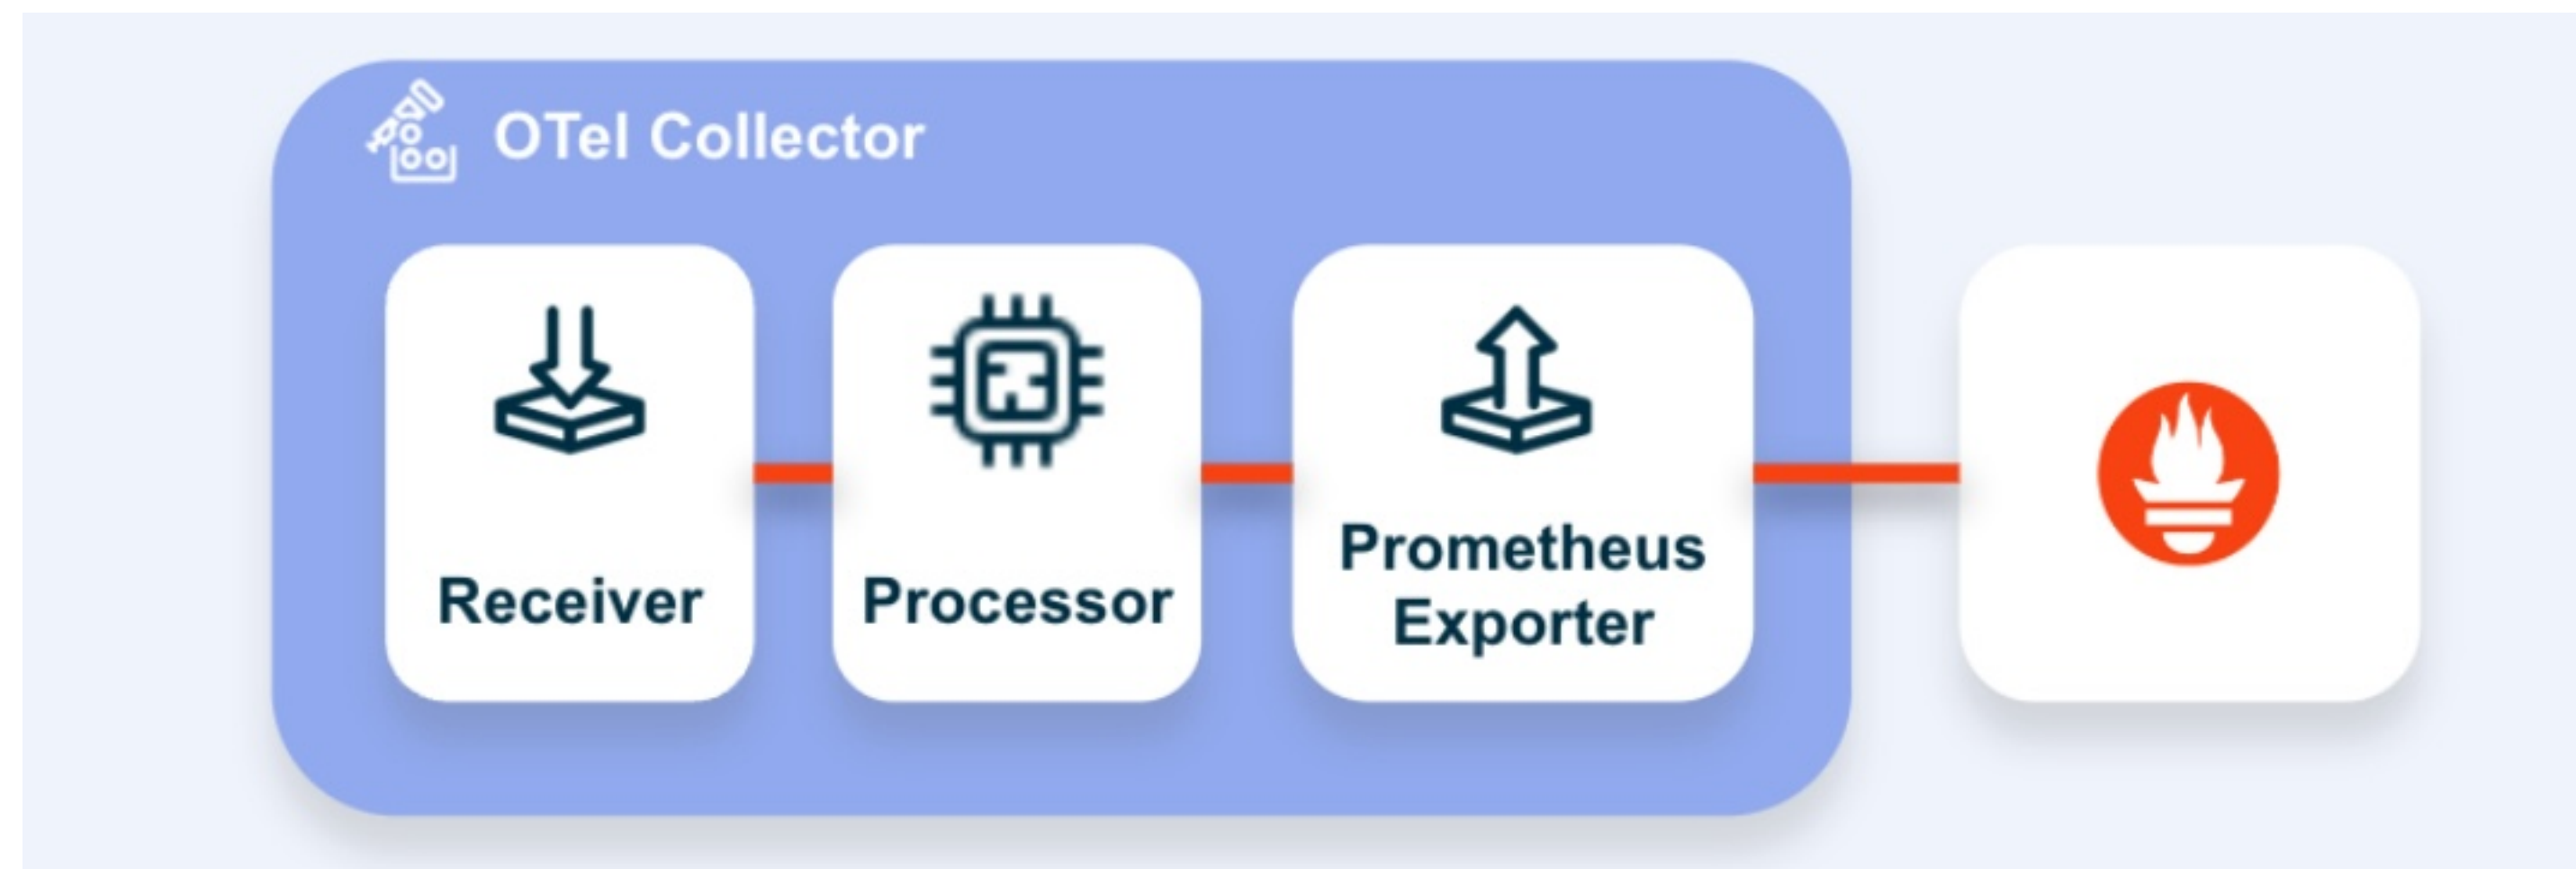 OTel Collector
Receiver
Processor
Prometheus
Exporter